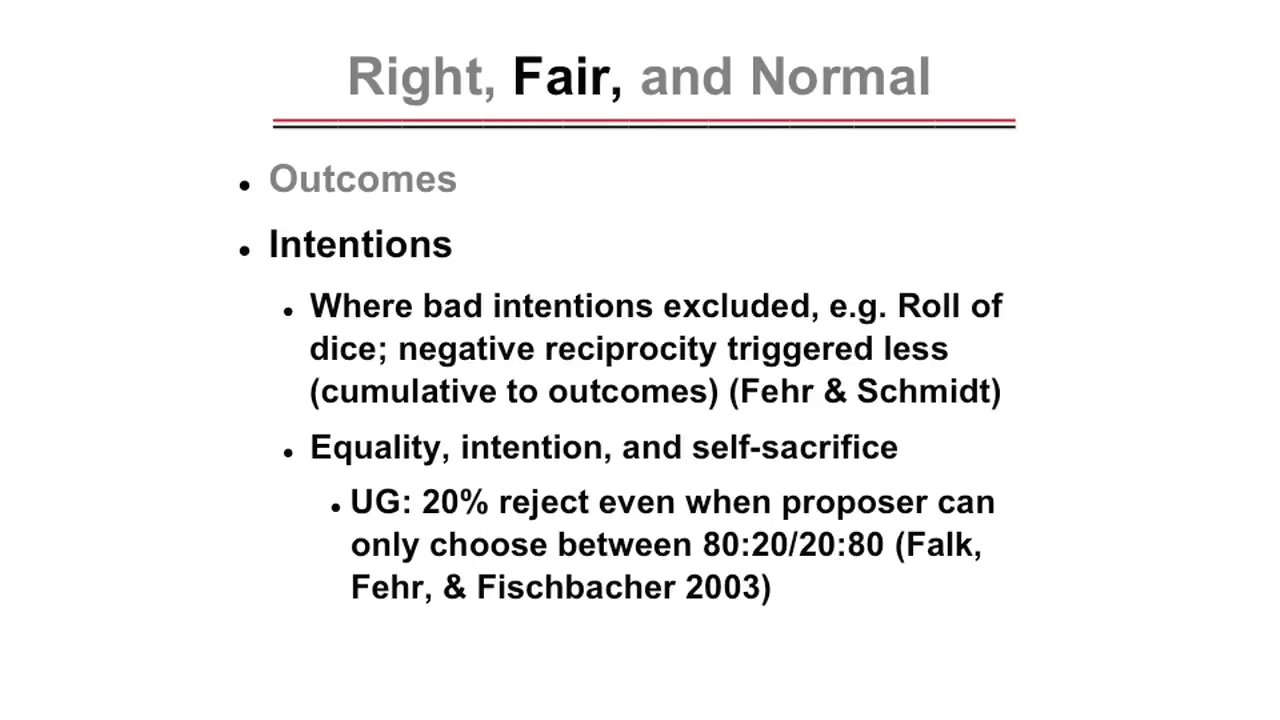 Right, Fair, and Normal
• Outcomes
• Intentions
• Where bad intentions excluded, e.g. Roll of
dice; negative reciprocity triggered less
(cumulative to outcomes) (Fehr & Schmidt)
• Equality, intention, and self-sacrifice
• UG: 20% reject even when proposer can
only choose between 80:20/20:80 (Falk,
Fehr, & Fischbacher 2003)